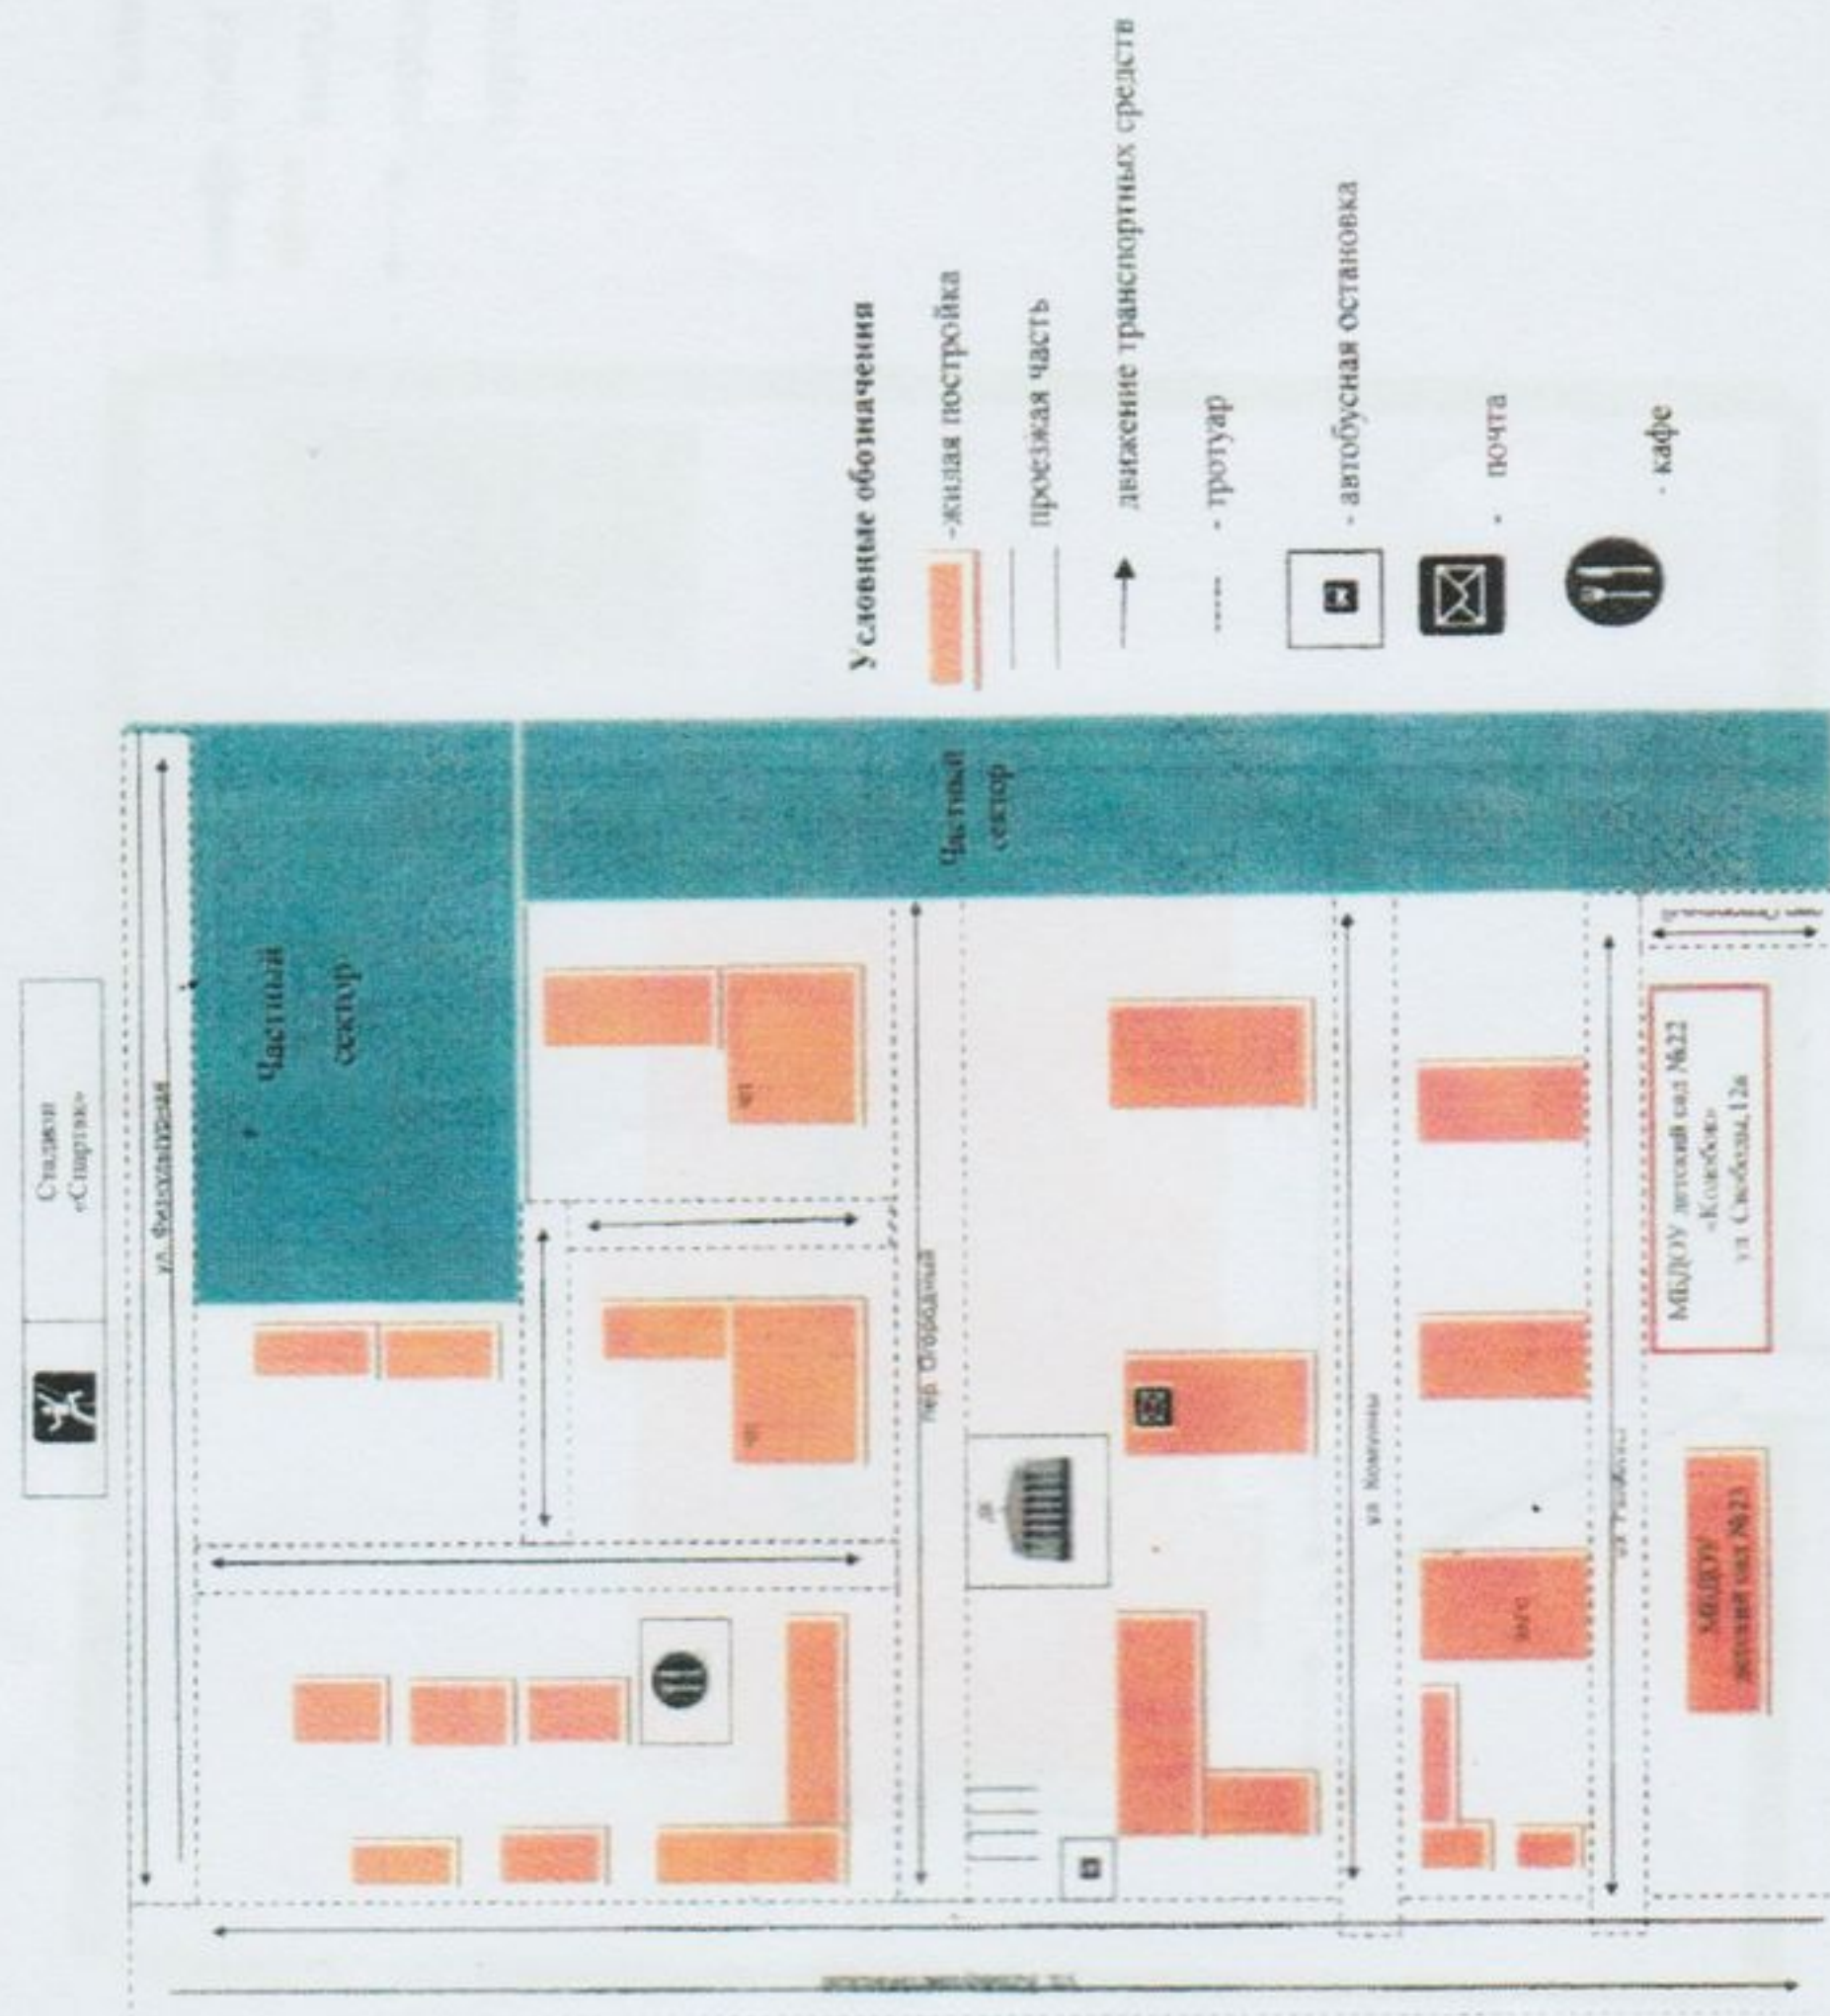 Стадион
«Спартак»
ул. Физкультурная
Частный
сектор
Частный
сектор
пер. Огородный
ДК
ул. Коммуны
ЗАГС
МБДОУ детский сад №22
«Колобок»
ул. Свободы, 12а
МБДОУ
детский сад №23
Условные обозначения
-жилая постройка
проезжая часть
движение транспортных средств
- тротуар
- автобусная остановка
- почта
- кафе